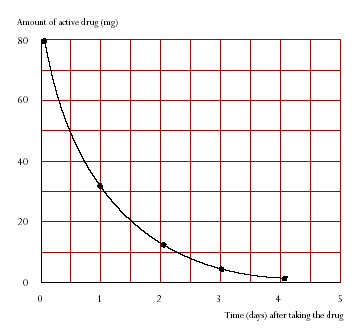 Amount of active drug (mg)
80
60
40
20
0
0 1 2 3 4 5
Time (days) after taking the drug